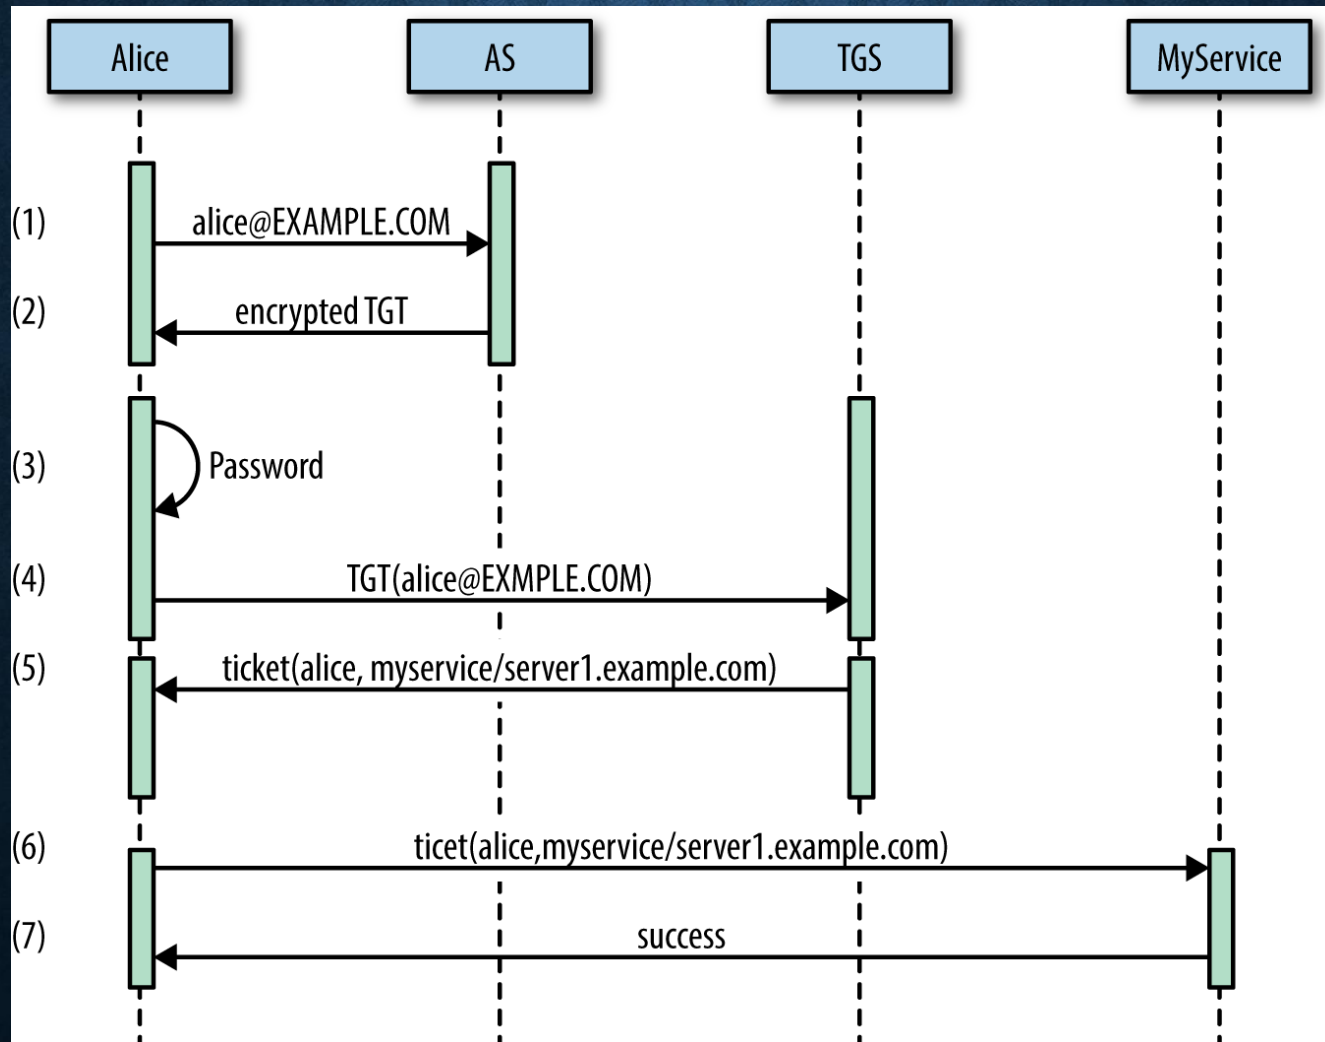 Alice
AS
TGS
MyService
(1)
alice@EXAMPLE.COM
(2)
encrypted TGT
(3)
Password
(4)
TGT(alice@EXMPLE.COM)
(5)
ticket(alice, myservice/server1.example.com)
(6)
ticet(alice,myservice/server1.example.com)
(7)
success